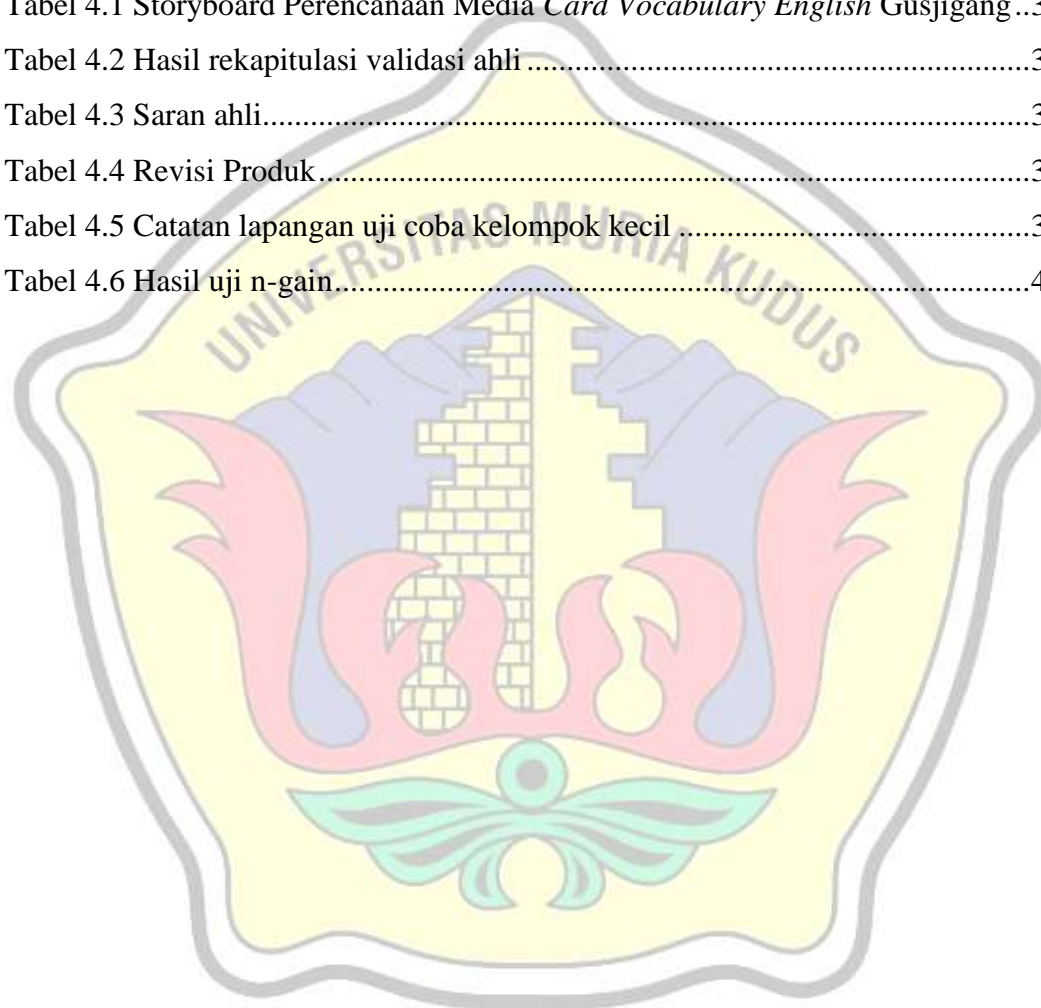 Tabel 4.1 Storyboard Perencanaan Media Card Vocabulary English Gusjigang..3
Tabel 4.2 Hasil rekapitulasi validasi ahli ..........3
Tabel 4.3 Saran ahli..........3
Tabel 4.4 Revisi Produk..........3
Tabel 4.5 Catatan lapangan uji coba kelompok kecil ..........3
Tabel 4.6 Hasil uji n-gain..........4
UNIVERSITAS MURIA KUDUS